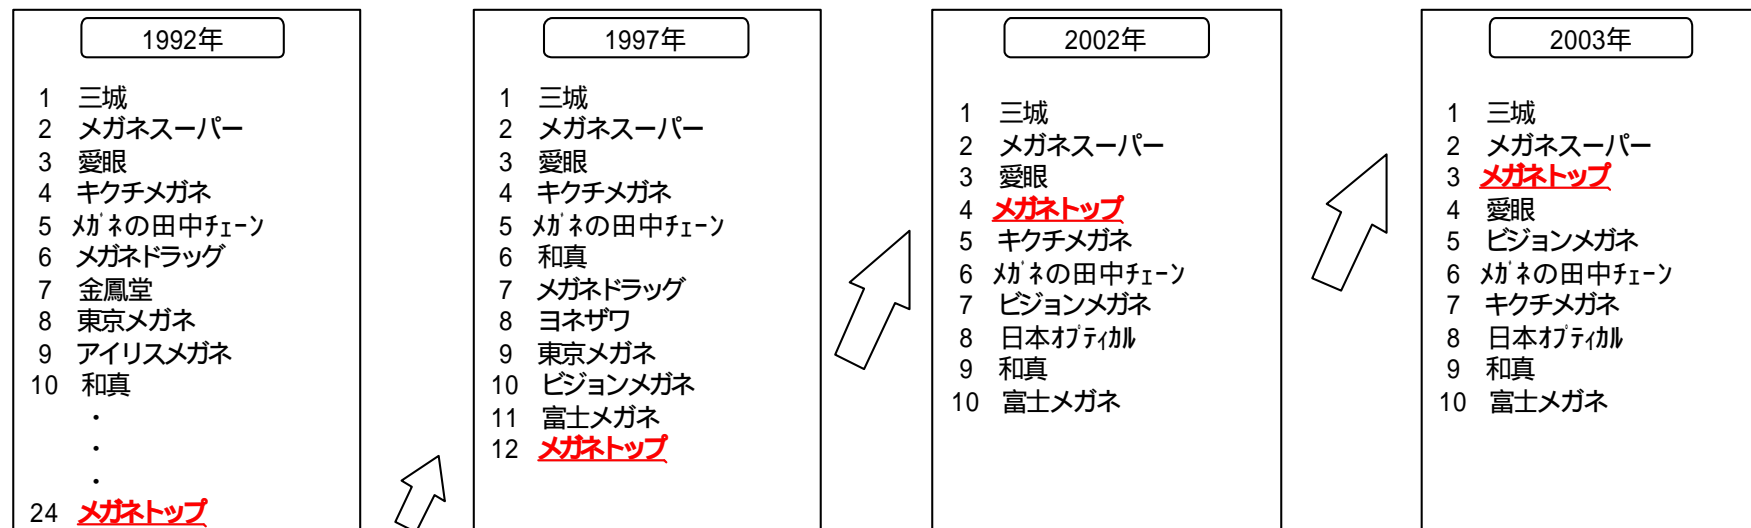 1992年
1 三城
2 メガネスーパー
3 愛眼
4 キクチメガネ
5 ﾒｶﾞﾈの田中ﾁｪｰﾝ
6 メガネドラッグ
7 金鳳堂
8 東京メガネ
9 アイリスメガネ
10 和真
・
・
・
24 メガネトップ
1997年
1 三城
2 メガネスーパー
3 愛眼
4 キクチメガネ
5 ﾒｶﾞﾈの田中ﾁｪｰﾝ
6 和真
7 メガネドラッグ
8 ヨネザワ
9 東京メガネ
10 ビジョンメガネ
11 富士メガネ
12 メガネトップ
2002年
1 三城
2 メガネスーパー
3 愛眼
4 メガネトップ
5 キクチメガネ
6 ﾒｶﾞﾈの田中ﾁｪｰﾝ
7 ビジョンメガネ
8 日本ｵﾌﾟﾃｨｶﾙ
9 和真
10 富士メガネ
2003年
1 三城
2 メガネスーパー
3 メガネトップ
4 愛眼
5 ビジョンメガネ
6 ﾒｶﾞﾈの田中ﾁｪｰﾝ
7 キクチメガネ
8 日本ｵﾌﾟﾃｨｶﾙ
9 和真
10 富士メガネ